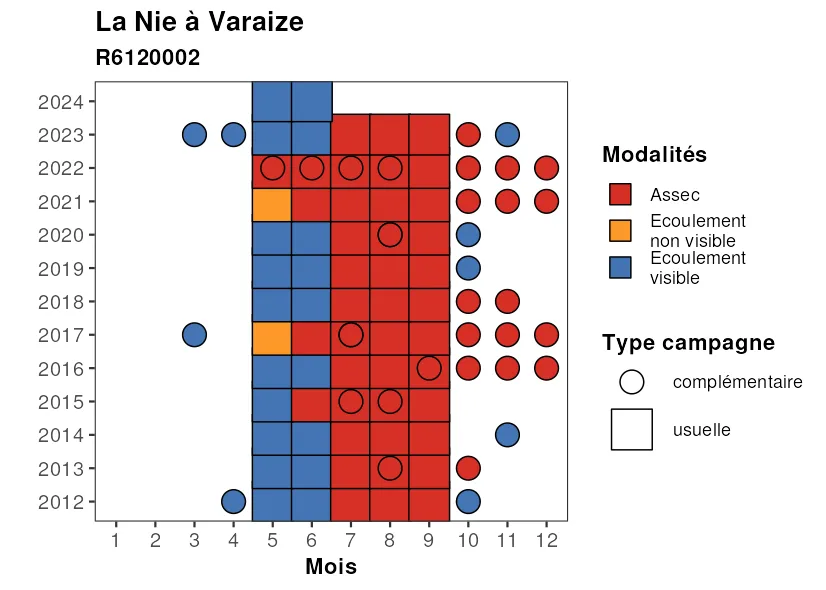 La Nie à Varaize
R6120002
2024
2023
2022
2021
2020
2019
2018
2017
2016
2015
2014
2013
2012
1 2 3 4 5 6 7 8 9 10 11 12
Mois
Modalités
Assec
Ecoulement
non visible
Ecoulement
visible
Type campagne
complémentaire
usuelle